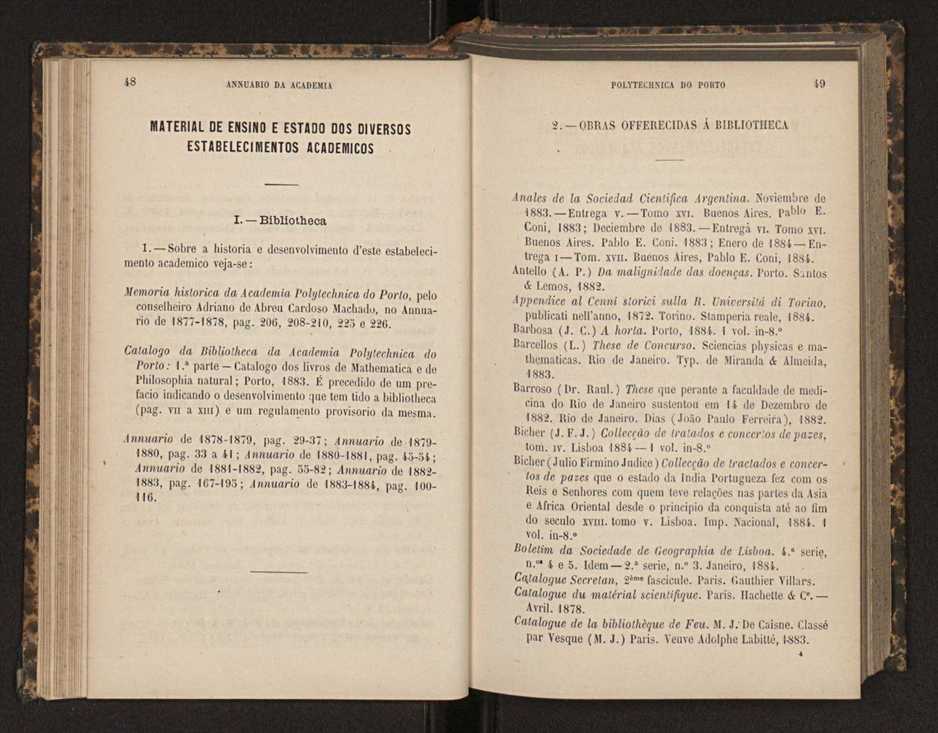 48
ANNUARIO DA ACADEMIA
MATERIAL DE ENSINO E ESTADO DOS DIVERSOS
ESTABELECIMENTOS ACADEMICOS
I. — Bibliotheca
1. — Sobre a historia e desenvolvimento d'este estabeleci-
mento academico veja-se:
Memoria historica da Academia Polytechnica do Porto, pelo
conselheiro Adriano de Abreu Cardoso Machado, no Annua-
rio de 1877-1878, pag. 206, 208-210, 225 e 226.
Catalogo da Bibliotheca da Academia Polytechnica do
Porto: 1.ª parte — Catalogo dos livros de Mathematica e de
Philosophia natural; Porto, 1883. É precedido de um pre-
facio indicando o desenvolvimento que tem tido a bibliotheca
(pag. VII a XIII) e um regulamento provisorio da mesma.
Annuario de 1878-1879, pag. 29-37; Annuario de 1879-
1880, pag. 33 a 41; Annuario de 1880-1881, pag. 45-54;
Annuario de 1881-1882, pag. 55-82; Annuario de 1882-
1883, pag. 167-195; Annuario de 1883-1884, pag. 100-
116.
POLYTECHNICA DO PORTO
49
2. — OBRAS OFFERECIDAS Á BIBLIOTHECA
Anales de la Sociedad Cientifica Argentina. Noviembre de
1883. — Entrega V. — Tomo XVI. Buenos Aires. Pablo E.
Coni, 1883; Deciembre de 1883. — Entregà VI. Tomo XVI.
Buenos Aires. Pablo E. Coni. 1883; Enero de 1884 — En-
trega I — Tom. XVII. Buenos Aires, Pablo E. Coni, 1884.
Antello (A. P.) Da malignidade das doenças. Porto. Santos
& Lemos, 1882.
Appendice al Cenni storici sulla R. Universitá di Torino,
publicati nell'anno, 1872. Torino. Stamperia reale, 1884.
Barbosa (J. C.) A horta. Porto, 1884. 1 vol. in-8.º
Barcellos (L.) These de Concurso. Sciencias physicas e ma-
thematicas. Rio de Janeiro. Typ. de Miranda & Almeida,
1883.
Barroso (Dr. Raul.) These que perante a faculdade de medi-
cina do Rio de Janeiro sustentou em 14 de Dezembro de
1882. Rio de Janeiro. Dias (João Paulo Ferreira), 1882.
Bicher (J. F. J.) Collecção de tratados e concertos de pazes,
tom. IV. Lisboa 1884 — 1 vol. in-8.º
Bicher (Julio Firmino Judice) Collecção de tractados e concer-
tos de pazes que o estado da India Portugueza fez com os
Reis e Senhores com quem teve relações nas partes da Asia
e Africa Oriental desde o principio da conquista até ao fim
do seculo XVIII. tomo V. Lisboa. Imp. Nacional, 1884. 1
vol. in-8.º
Boletim da Sociedade de Geographia de Lisboa. 4.ª serie,
n.os 4 e 5. Idem — 2.ª serie, n.º 3. Janeiro, 1884.
Catalogue Secretan, 2ème fascicule. Paris. Gauthier Villars.
Catalogue du matérial scientifique. Paris. Hachette & Cº. —
Avril. 1878.
Catalogue de la bibliothèque de Feu. M. J. De Caisne. Classé
par Vesque (M. J.) Paris. Veuve Adolphe Labitté, 1883.
4